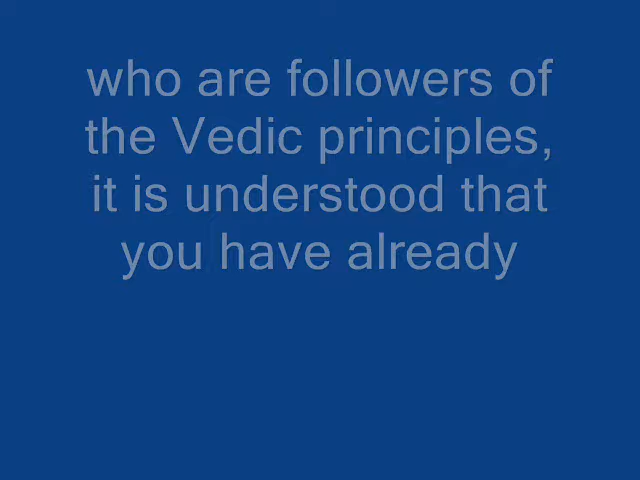 who are followers of
the Vedic principles,
it is understood that
you have already